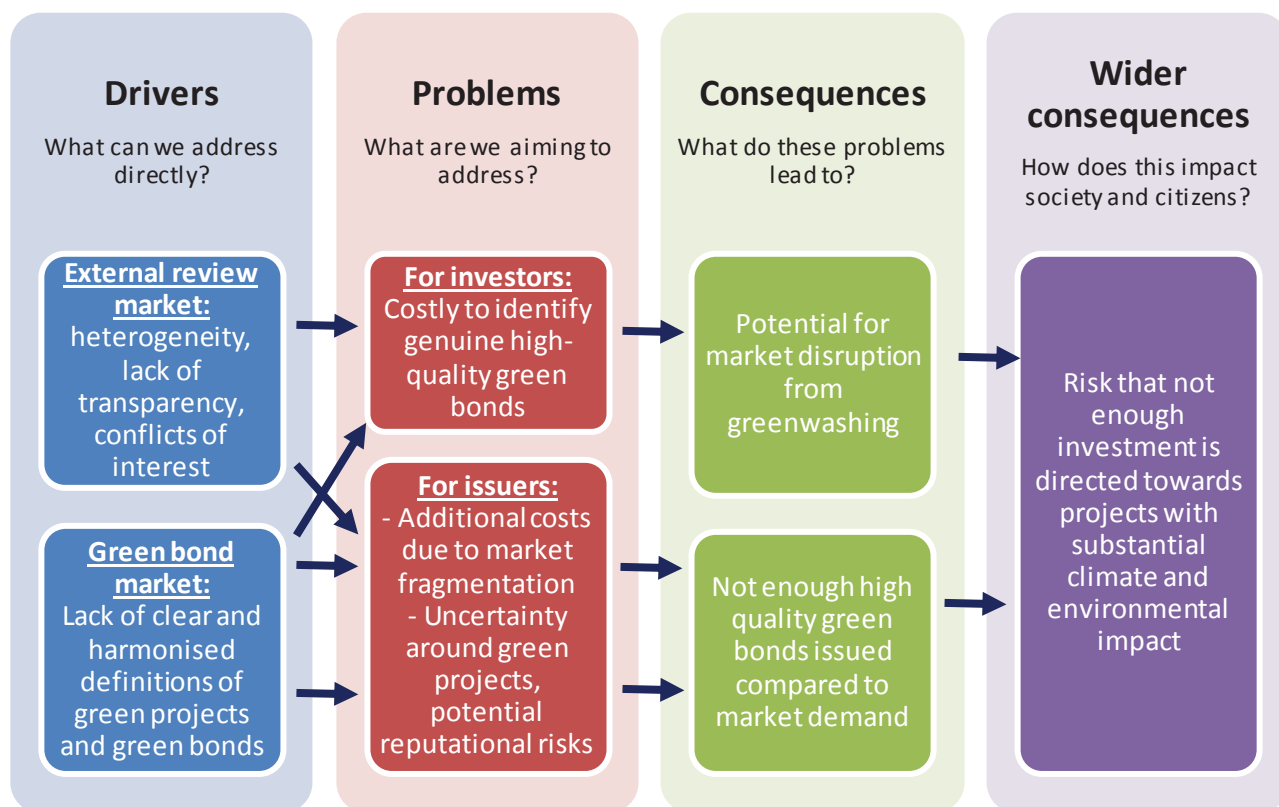 Drivers
What can we address
directly?
External review
market:
heterogeneity,
lack of
transparency,
conflicts of
interest
Green bond
market:
Lack of clear and
harmonised
definitions of
green projects
and green bonds
Problems
What are we aiming to
address?
For investors:
Costly to identify
genuine high-
quality green
bonds
For issuers:
- Additional costs
due to market
fragmentation
- Uncertainty
around green
projects,
potential
reputational risks
Consequences
What do these problems
lead to?
Potential for
market disruption
from
greenwashing
Not enough high
quality green
bonds issued
compared to
market demand
Wider
consequences
How does this impact
society and citizens?
Risk that not
enough
investment is
directed towards
projects with
substantial
climate and
environmental
impact